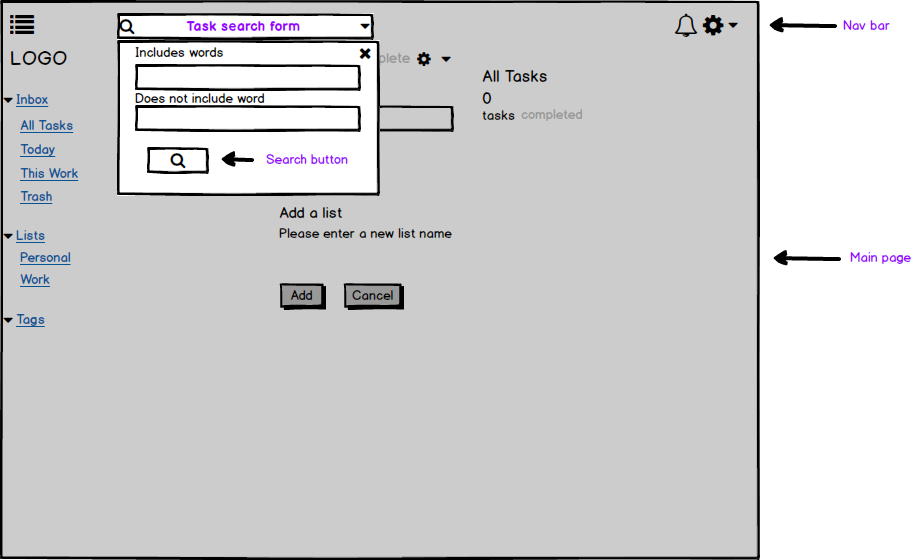 Task search form
Nav bar
LOGO
Includes words
Does not include word
Search button
plete
All Tasks
0
tasks completed
Inbox
All Tasks
Today
This Work
Trash
Lists
Personal
Work
Tags
Add a list
Please enter a new list name
Add
Cancel
Main page